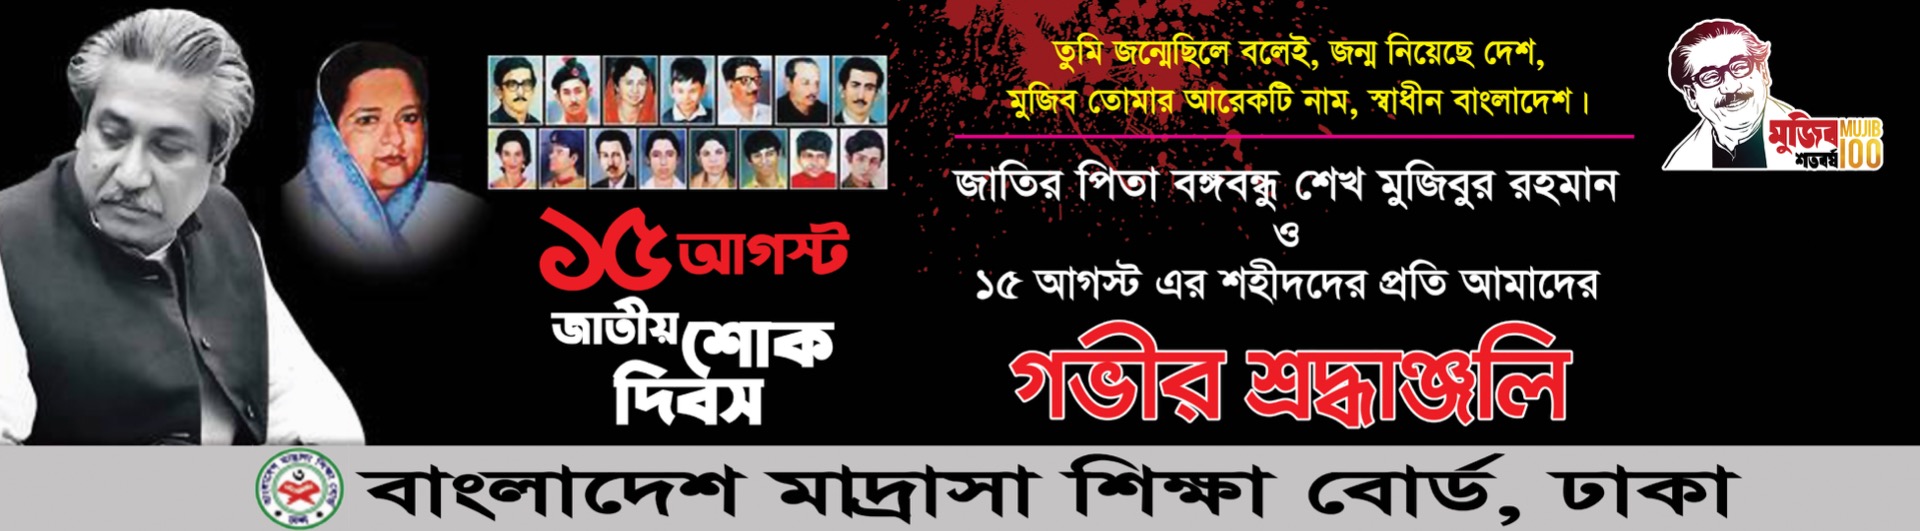 ১৫ আগস্ট
জাতীয় শোক
দিবস
তুমি জন্মেছিলে বলেই, জন্ম নিয়েছে দেশ,
মুজিব তোমার আরেকটি নাম, স্বাধীন বাংলাদেশ।
জাতির পিতা বঙ্গবন্ধু শেখ মুজিবুর রহমান
ও
১৫ আগস্ট এর শহীদদের প্রতি আমাদের
গভীর শ্রদ্ধাঞ্জলি
মুজিব MUJIB
শতবর্ষ 100
বাংলাদেশ মাদ্রাসা শিক্ষা বোর্ড, ঢাকা